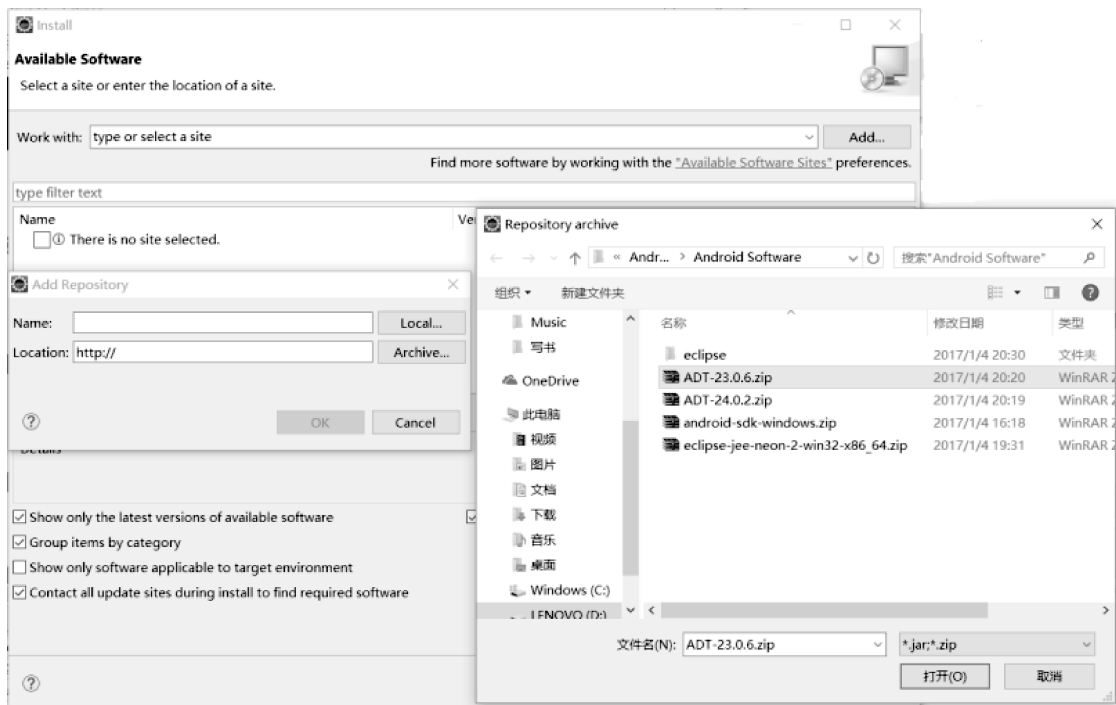 Install
Available Software
Select a site or enter the location of a site.
Work with: type or select a site
Add...
Find more software by working with the "Available Software Sites" preferences.
type filter text
Name
There is no site selected.
Add Repository
Name:
Local...
Location: http://
Archive...
OK
Cancel
Details
Show only the latest versions of available software
Group items by category
Show only software applicable to target environment
Contact all update sites during install to find required software
Repository archive
« Andr... > Android Software
搜索"Android Software"
组织
新建文件夹
Music
写书
OneDrive
此电脑
视频
图片
文档
下载
音乐
桌面
Windows (C:)
LENOVO (D:)
名称 修改日期 类型
eclipse 2017/1/4 20:30 文件夹
ADT-23.0.6.zip 2017/1/4 20:20 WinRAR Z
ADT-24.0.2.zip 2017/1/4 20:19 WinRAR Z
android-sdk-windows.zip 2017/1/4 16:18 WinRAR Z
eclipse-jee-neon-2-win32-x86_64.zip 2017/1/4 19:31 WinRAR Z
文件名(N): ADT-23.0.6.zip
*.jar;*.zip
打开(O)
取消